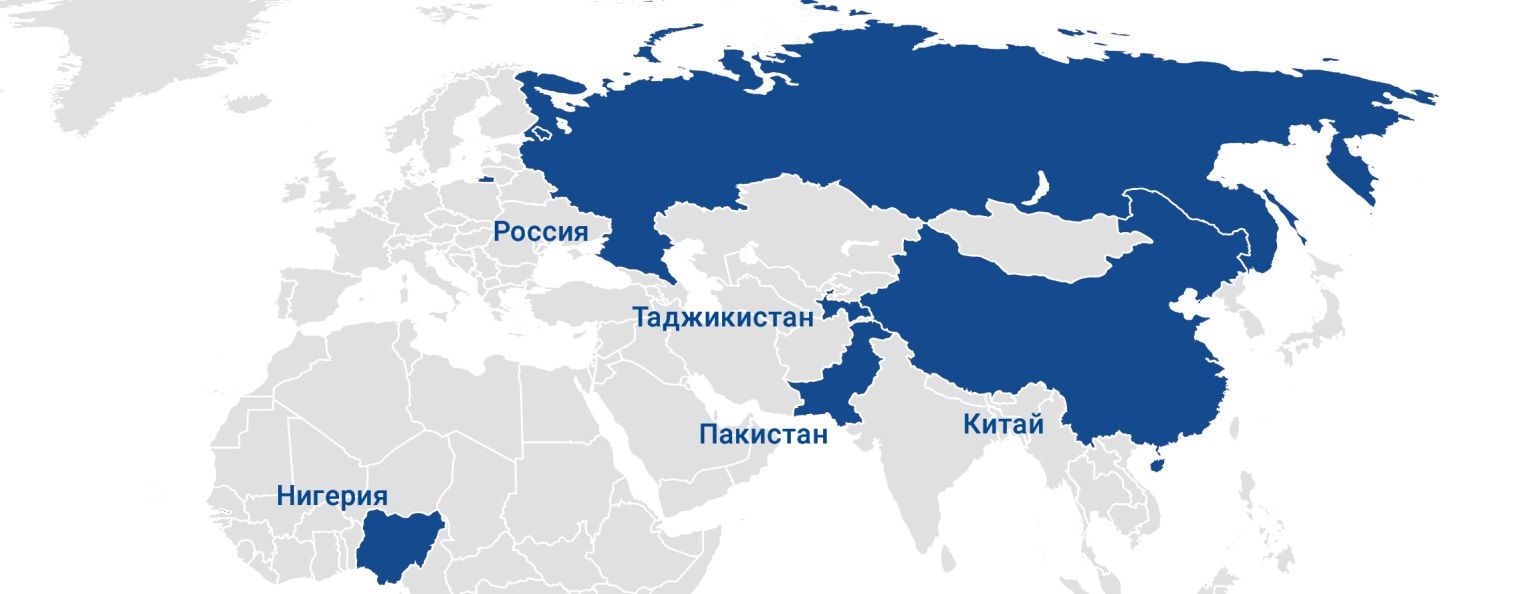 Россия
Таджикистан
Пакистан
Китай
Нигерия